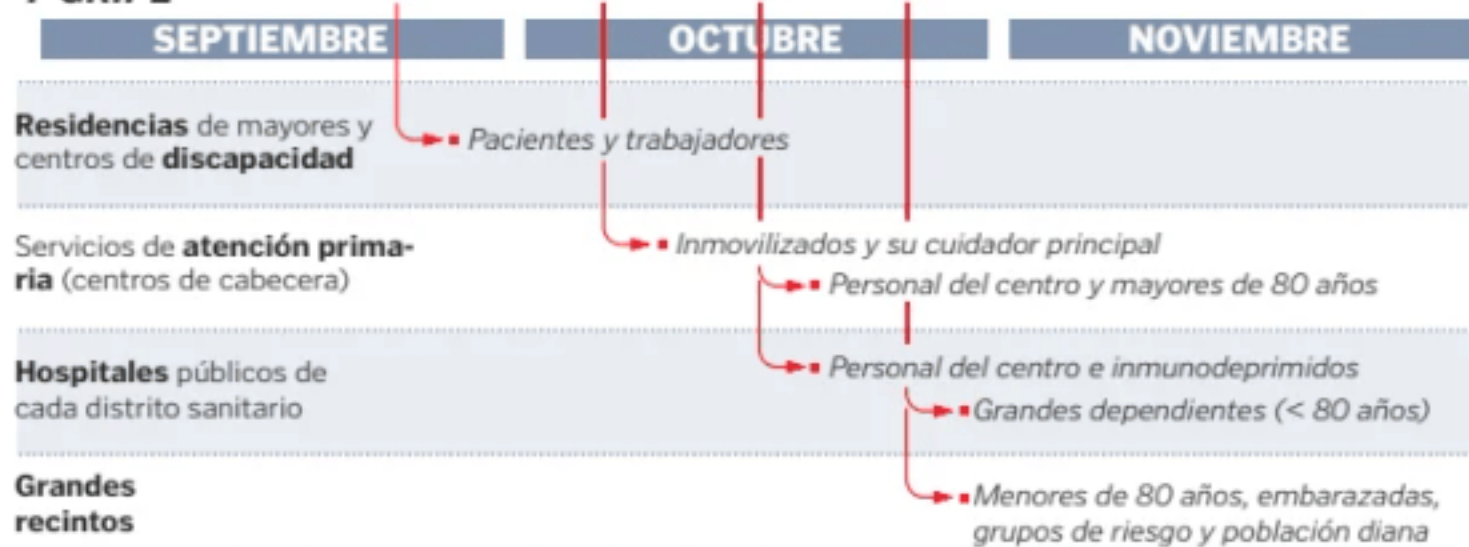 SEPTIEMBRE OCTUBRE NOVIEMBRE
Residencias de mayores y
centros de discapacidad
Pacientes y trabajadores
Servicios de atención prima-
ria (centros de cabecera)
Inmovilizados y su cuidador principal
Personal del centro y mayores de 80 años
Hospitales públicos de
cada distrito sanitario
Personal del centro e inmunodeprimidos
Grandes dependientes (< 80 años)
Grandes
recintos
Menores de 80 años, embarazadas,
grupos de riesgo y población diana